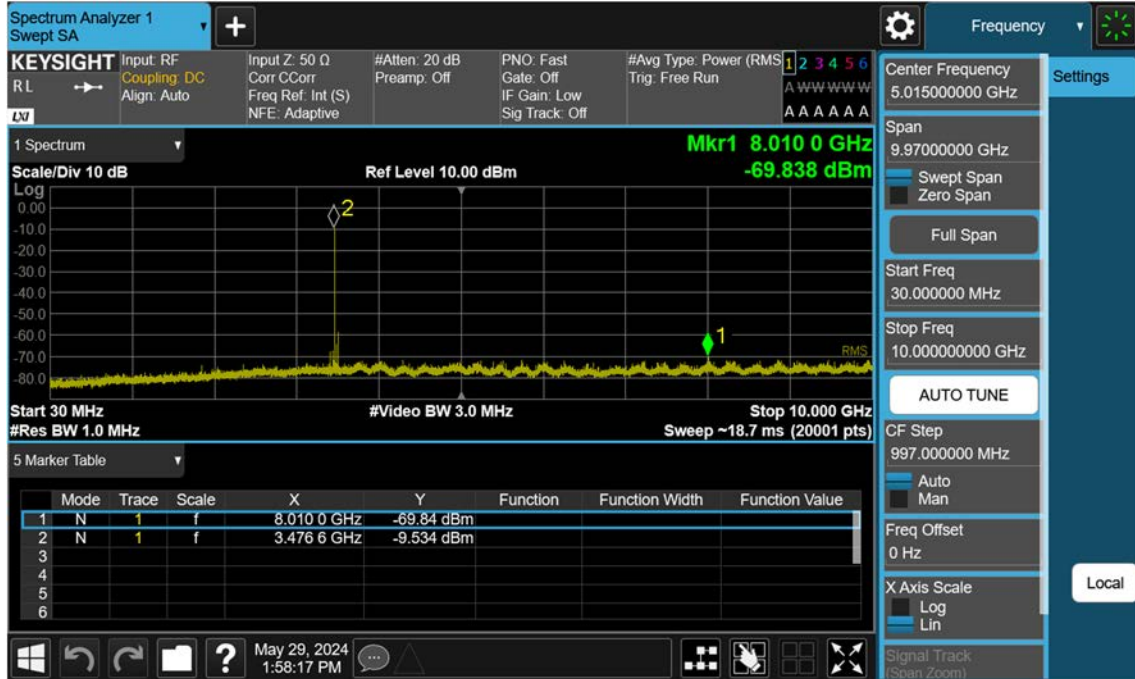 Spectrum Analyzer 1
Swept SA
Frequency
KEYSIGHT
R L
LXI
Input: RF
Coupling: DC
Align: Auto
Input Z: 50 Ω
Corr CCorr
Freq Ref: Int (S)
NFE: Adaptive
#Atten: 20 dB
Preamp: Off
PNO: Fast
Gate: Off
IF Gain: Low
Sig Track: Off
#Avg Type: Power (RMS
Trig: Free Run
1 2 3 4 5 6
A W W W W W
A A A A A A
1 Spectrum
Scale/Div 10 dB
Ref Level 10.00 dBm
Mkr1 8.010 0 GHz
-69.838 dBm
Log
0.00
-10.0
-20.0
-30.0
-40.0
-50.0
-60.0
-70.0
-80.0
2
1
RMS
Start 30 MHz
#Video BW 3.0 MHz
Stop 10.000 GHz
#Res BW 1.0 MHz
Sweep ~18.7 ms (20001 pts)
5 Marker Table
Mode Trace Scale X Y Function Function Width Function Value
1 N 1 f 8.010 0 GHz -69.84 dBm
2 N 1 f 3.476 6 GHz -9.534 dBm
3
4
5
6
May 29, 2024
1:58:17 PM
Center Frequency
5.015000000 GHz
Settings
Span
9.97000000 GHz
Swept Span
Zero Span
Full Span
Start Freq
30.000000 MHz
Stop Freq
10.000000000 GHz
AUTO TUNE
CF Step
997.000000 MHz
Auto
Man
Freq Offset
0 Hz
X Axis Scale
Log
Lin
Local
Signal Track
(Span Zoom)